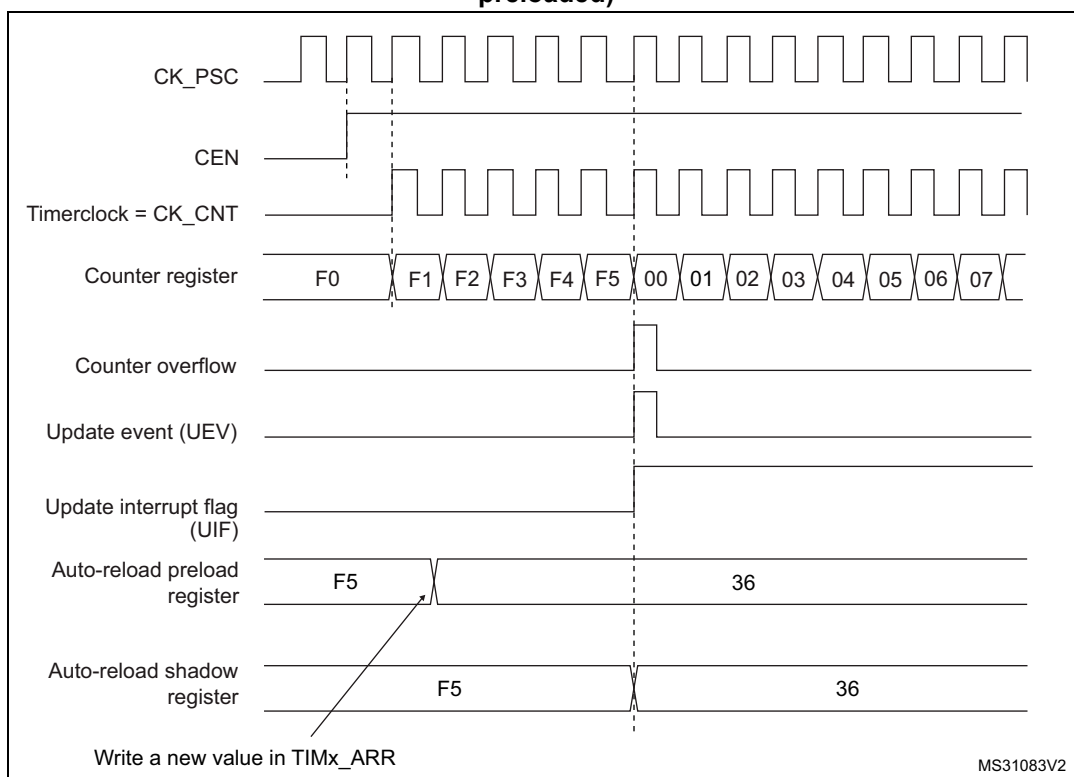 preloaded)
CK_PSC
CEN
Timerclock = CK_CNT
Counter register
F0 F1 F2 F3 F4 F5 00 01 02 03 04 05 06 07
Counter overflow
Update event (UEV)
Update interrupt flag
(UIF)
Auto-reload preload
register
F5 36
Auto-reload shadow
register
F5 36
Write a new value in TIMx_ARR
MS31083V2